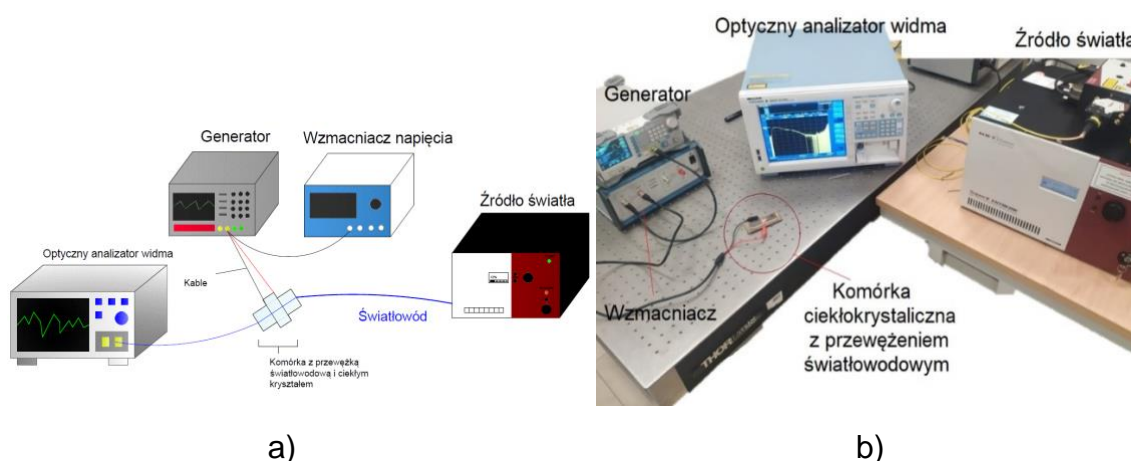 Generator
Wzmacniacz napięcia
Źródło światła
Optyczny analizator widma
Kable
Światłowód
Komórka z przewężką
światłowodową i ciekłym
kryształem
a)
Optyczny analizator widma
Źródło światła
Generator
Wzmacniacz
Komórka
ciekłokrystaliczna
z przewężeniem
światłowodowym
THORLABS
b)